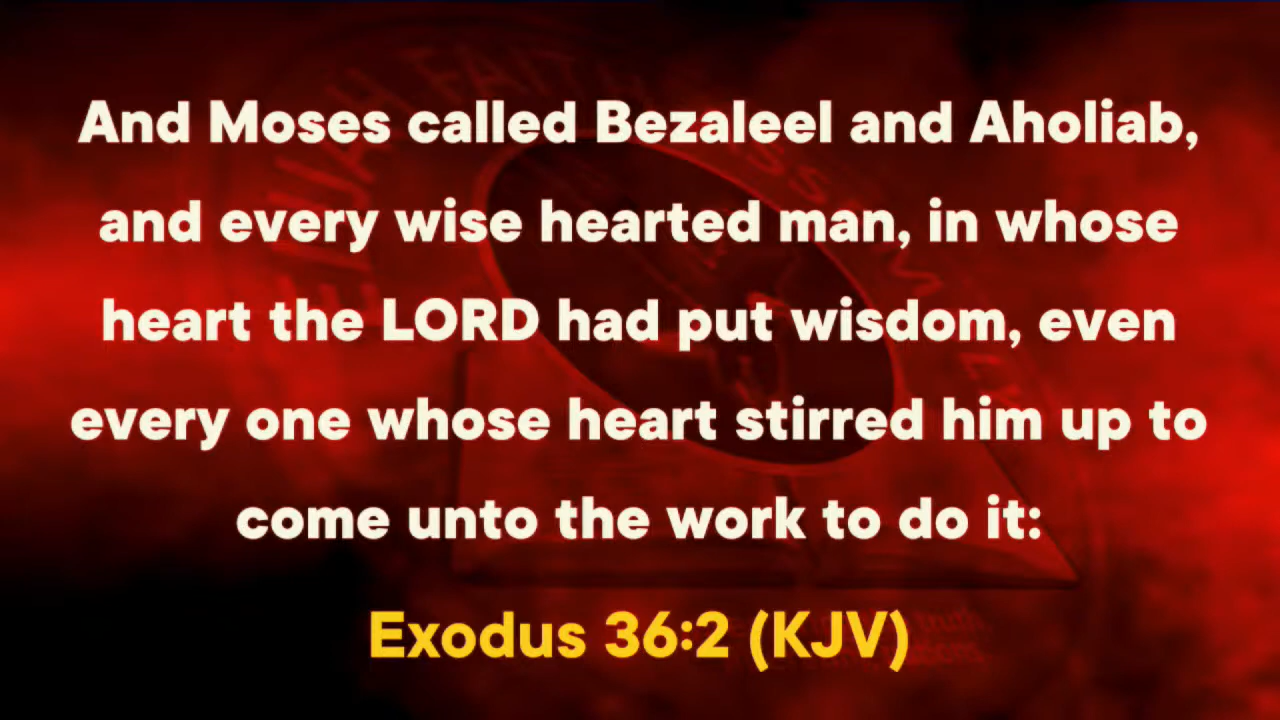 And Moses called Bezaleel and Aholiab,
and every wise hearted man, in whose
heart the LORD had put wisdom, even
every one whose heart stirred him up to
come unto the work to do it:
Exodus 36:2 (KJV)